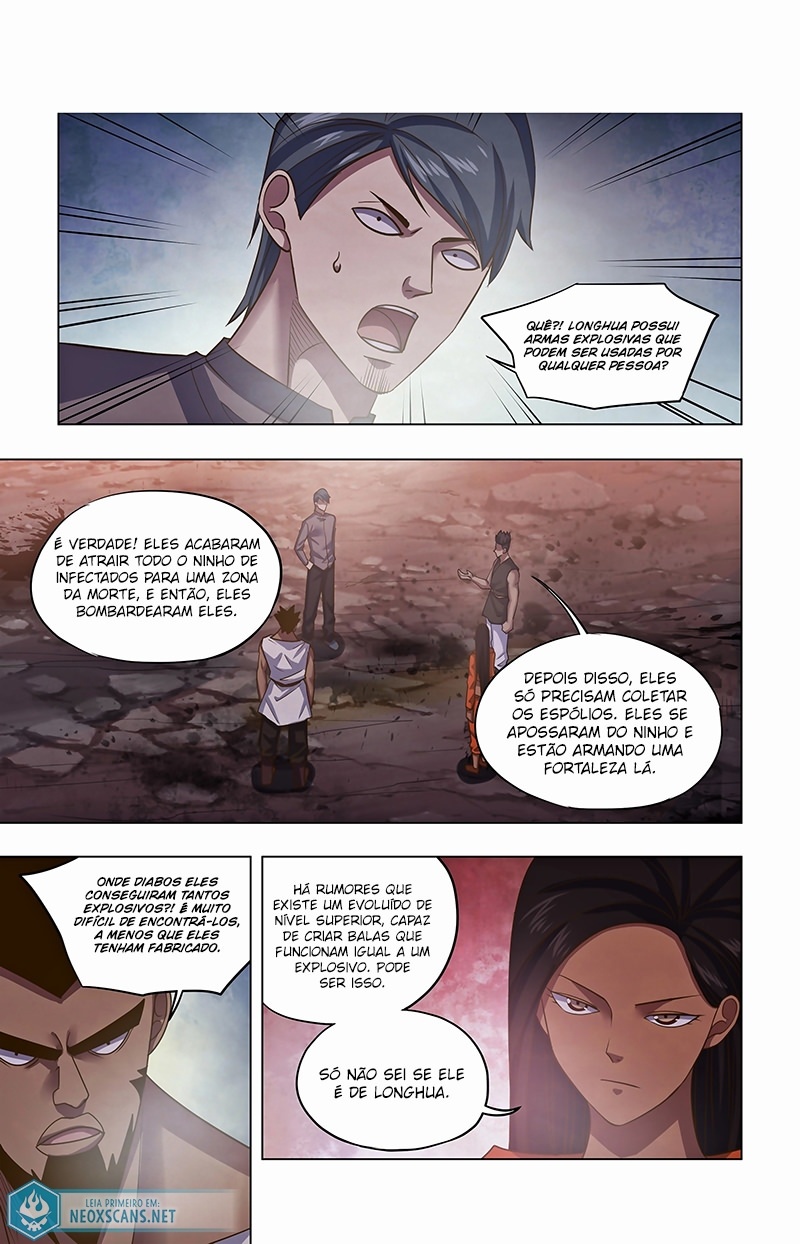 QUÊ?! LONGHUA POSSUI
ARMAS EXPLOSIVAS QUE
PODEM SER USADAS POR
QUALQUER PESSOA?
É VERDADE! ELES ACABARAM
DE ATRAIR TODO O NINHO DE
INFECTADOS PARA UMA ZONA
DA MORTE, E ENTÃO, ELES
BOMBARDEARAM ELES.
DEPOIS DISSO, ELES
SÓ PRECISAM COLETAR
OS ESPÓLIOS. ELES SE
APOSSARAM DO NINHO E
ESTÃO ARMANDO UMA
FORTALEZA LÁ.
ONDE DIABOS ELES
CONSEGUIRAM TANTOS
EXPLOSIVOS?! É MUITO
DIFÍCIL DE ENCONTRÁ-LOS,
A MENOS QUE ELES
TENHAM FABRICADO.
HÁ RUMORES QUE
EXISTE UM EVOLUÍDO DE
NÍVEL SUPERIOR, CAPAZ
DE CRIAR BALAS QUE
FUNCIONAM IGUAL A UM
EXPLOSIVO. PODE
SER ISSO.
SÓ NÃO SEI SE ELE
É DE LONGHUA.
LEIA PRIMEIRO EM:
NEOXSCANS.NET